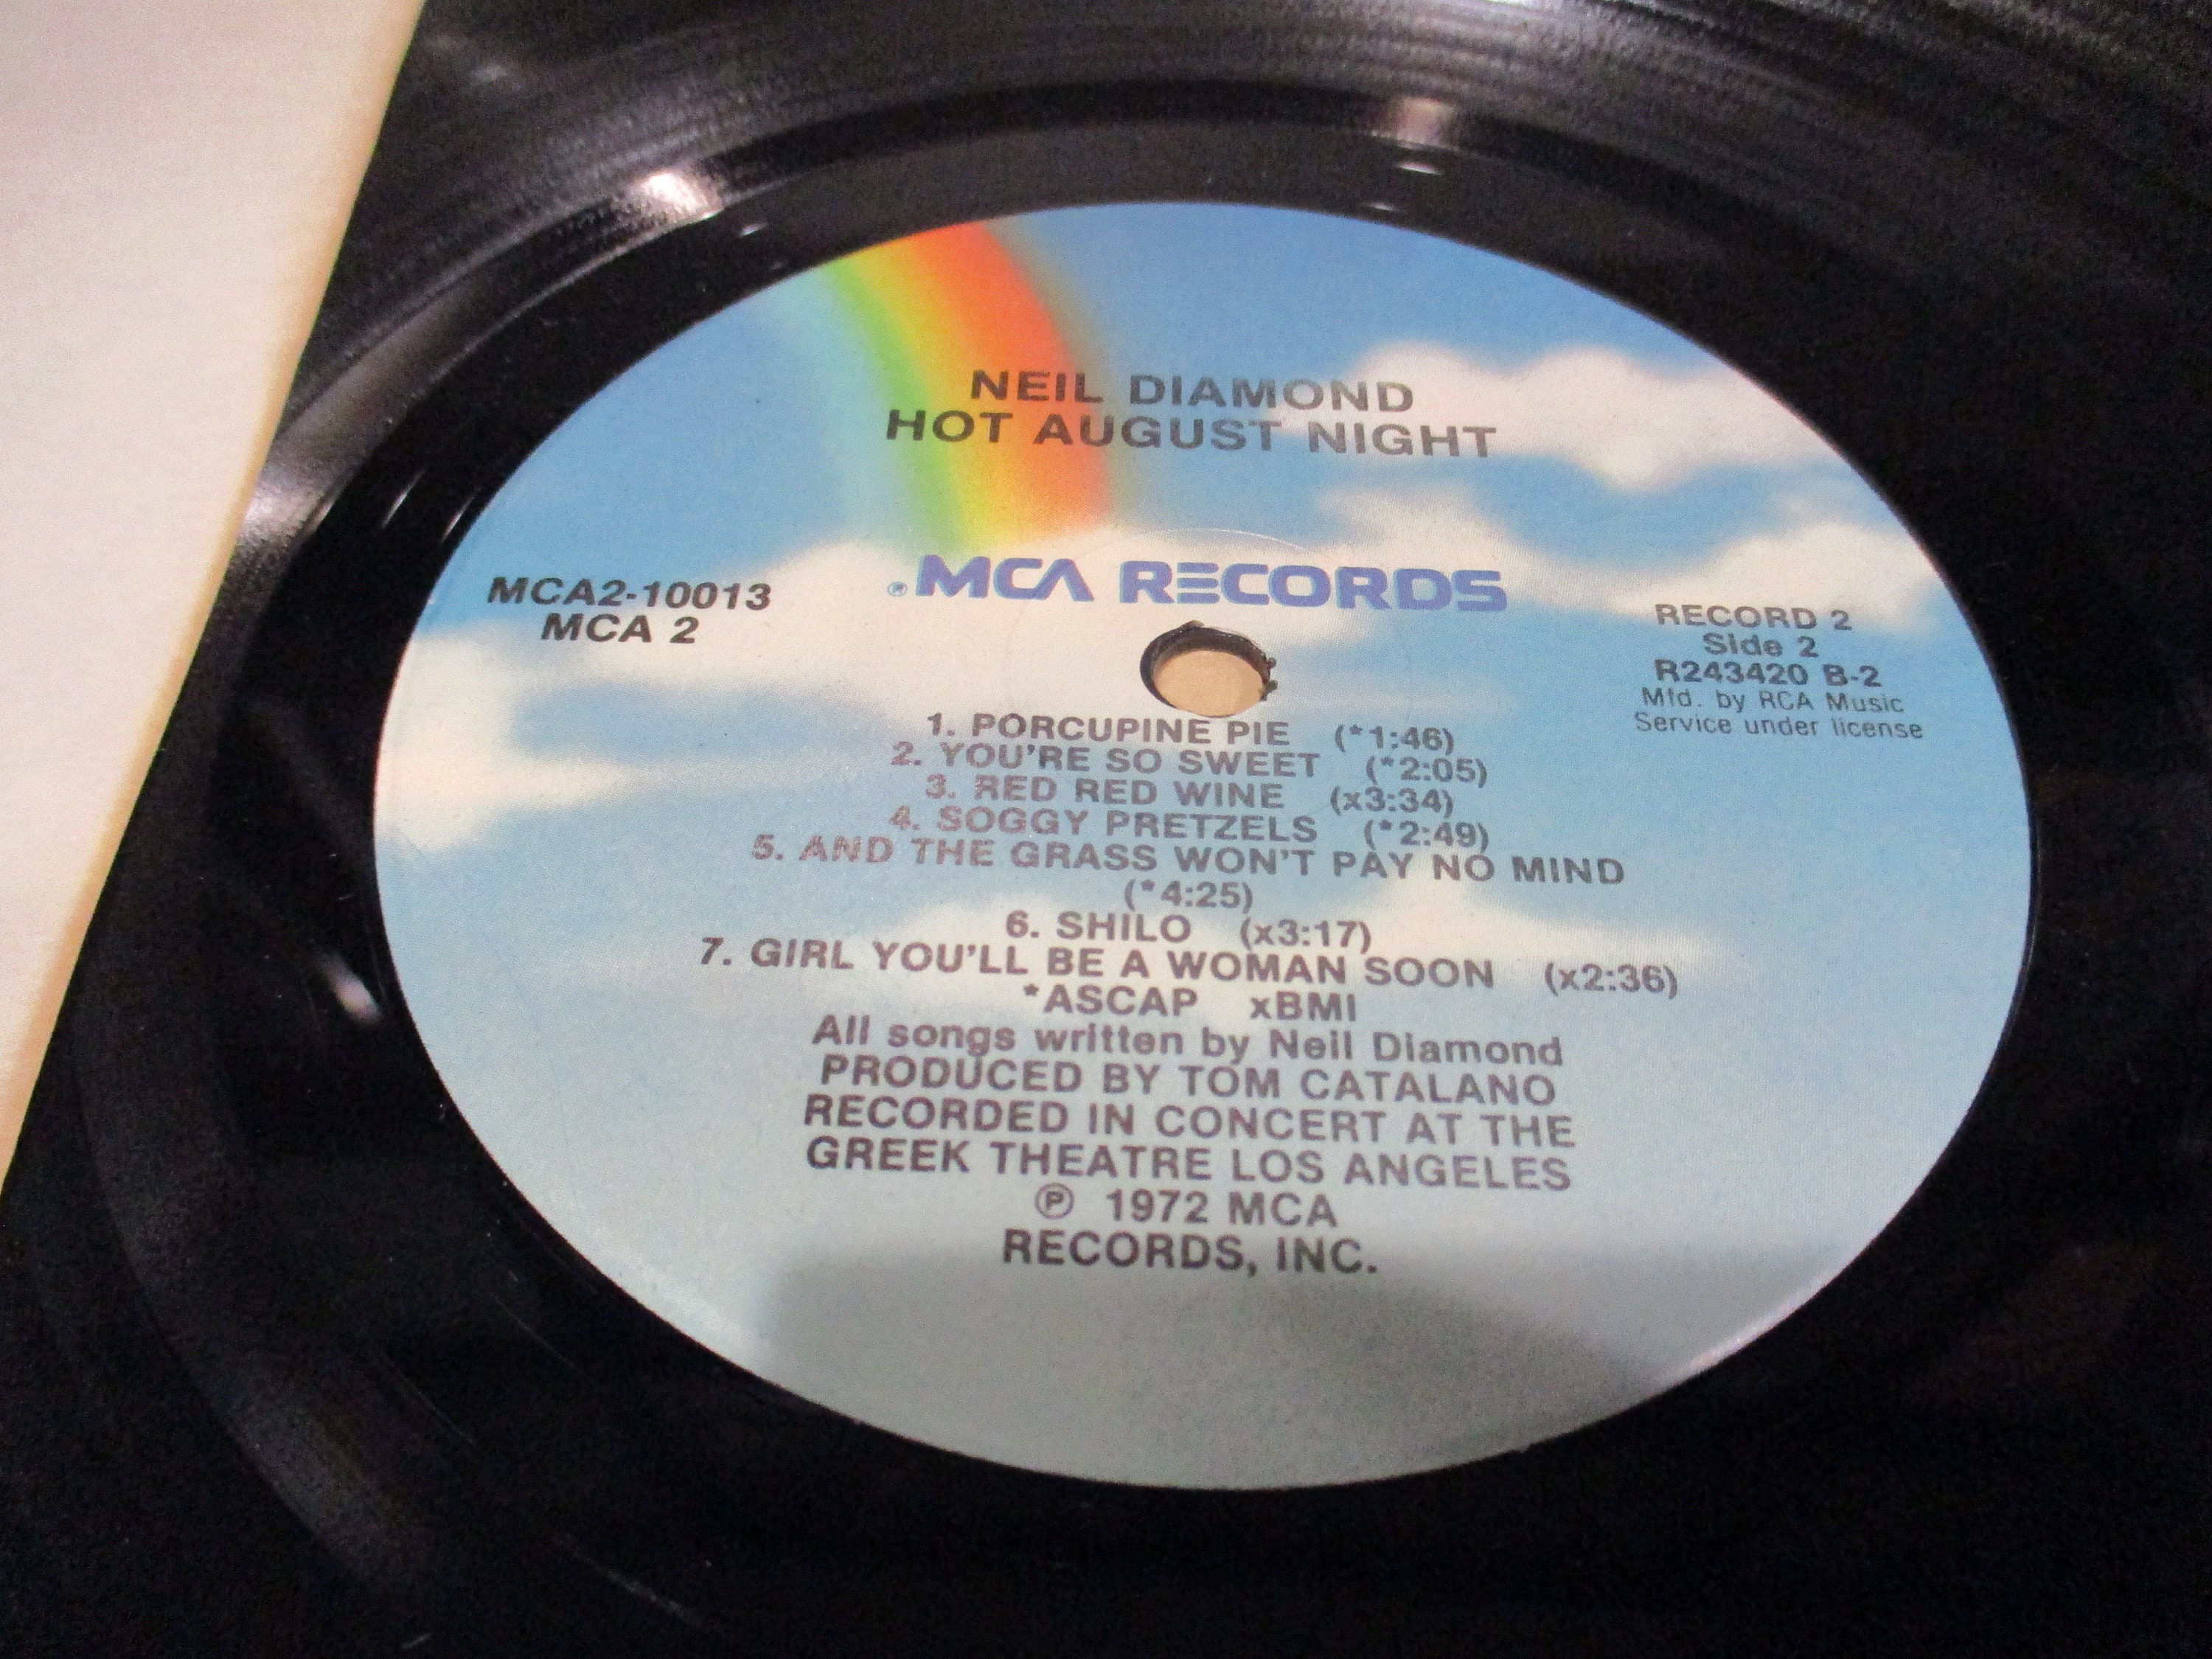 NEIL DIAMOND
HOT AUGUST NIGHT
® MCA RECORDS
MCA2-10013
MCA 2
RECORD 2
Side 2
R243420 B-2
Mfd. by RCA Music
Service under license
1. PORCUPINE PIE (*1:46)
2. YOU'RE SO SWEET (*2:05)
3. RED RED WINE (x3:34)
4. SOGGY PRETZELS (*2:49)
5. AND THE GRASS WON'T PAY NO MIND
(*4:25)
6. SHILO (x3:17)
7. GIRL YOU'LL BE A WOMAN SOON (x2:36)
*ASCAP xBMI
All songs written by Neil Diamond
PRODUCED BY TOM CATALANO
RECORDED IN CONCERT AT THE
GREEK THEATRE LOS ANGELES
℗ 1972 MCA
RECORDS, INC.